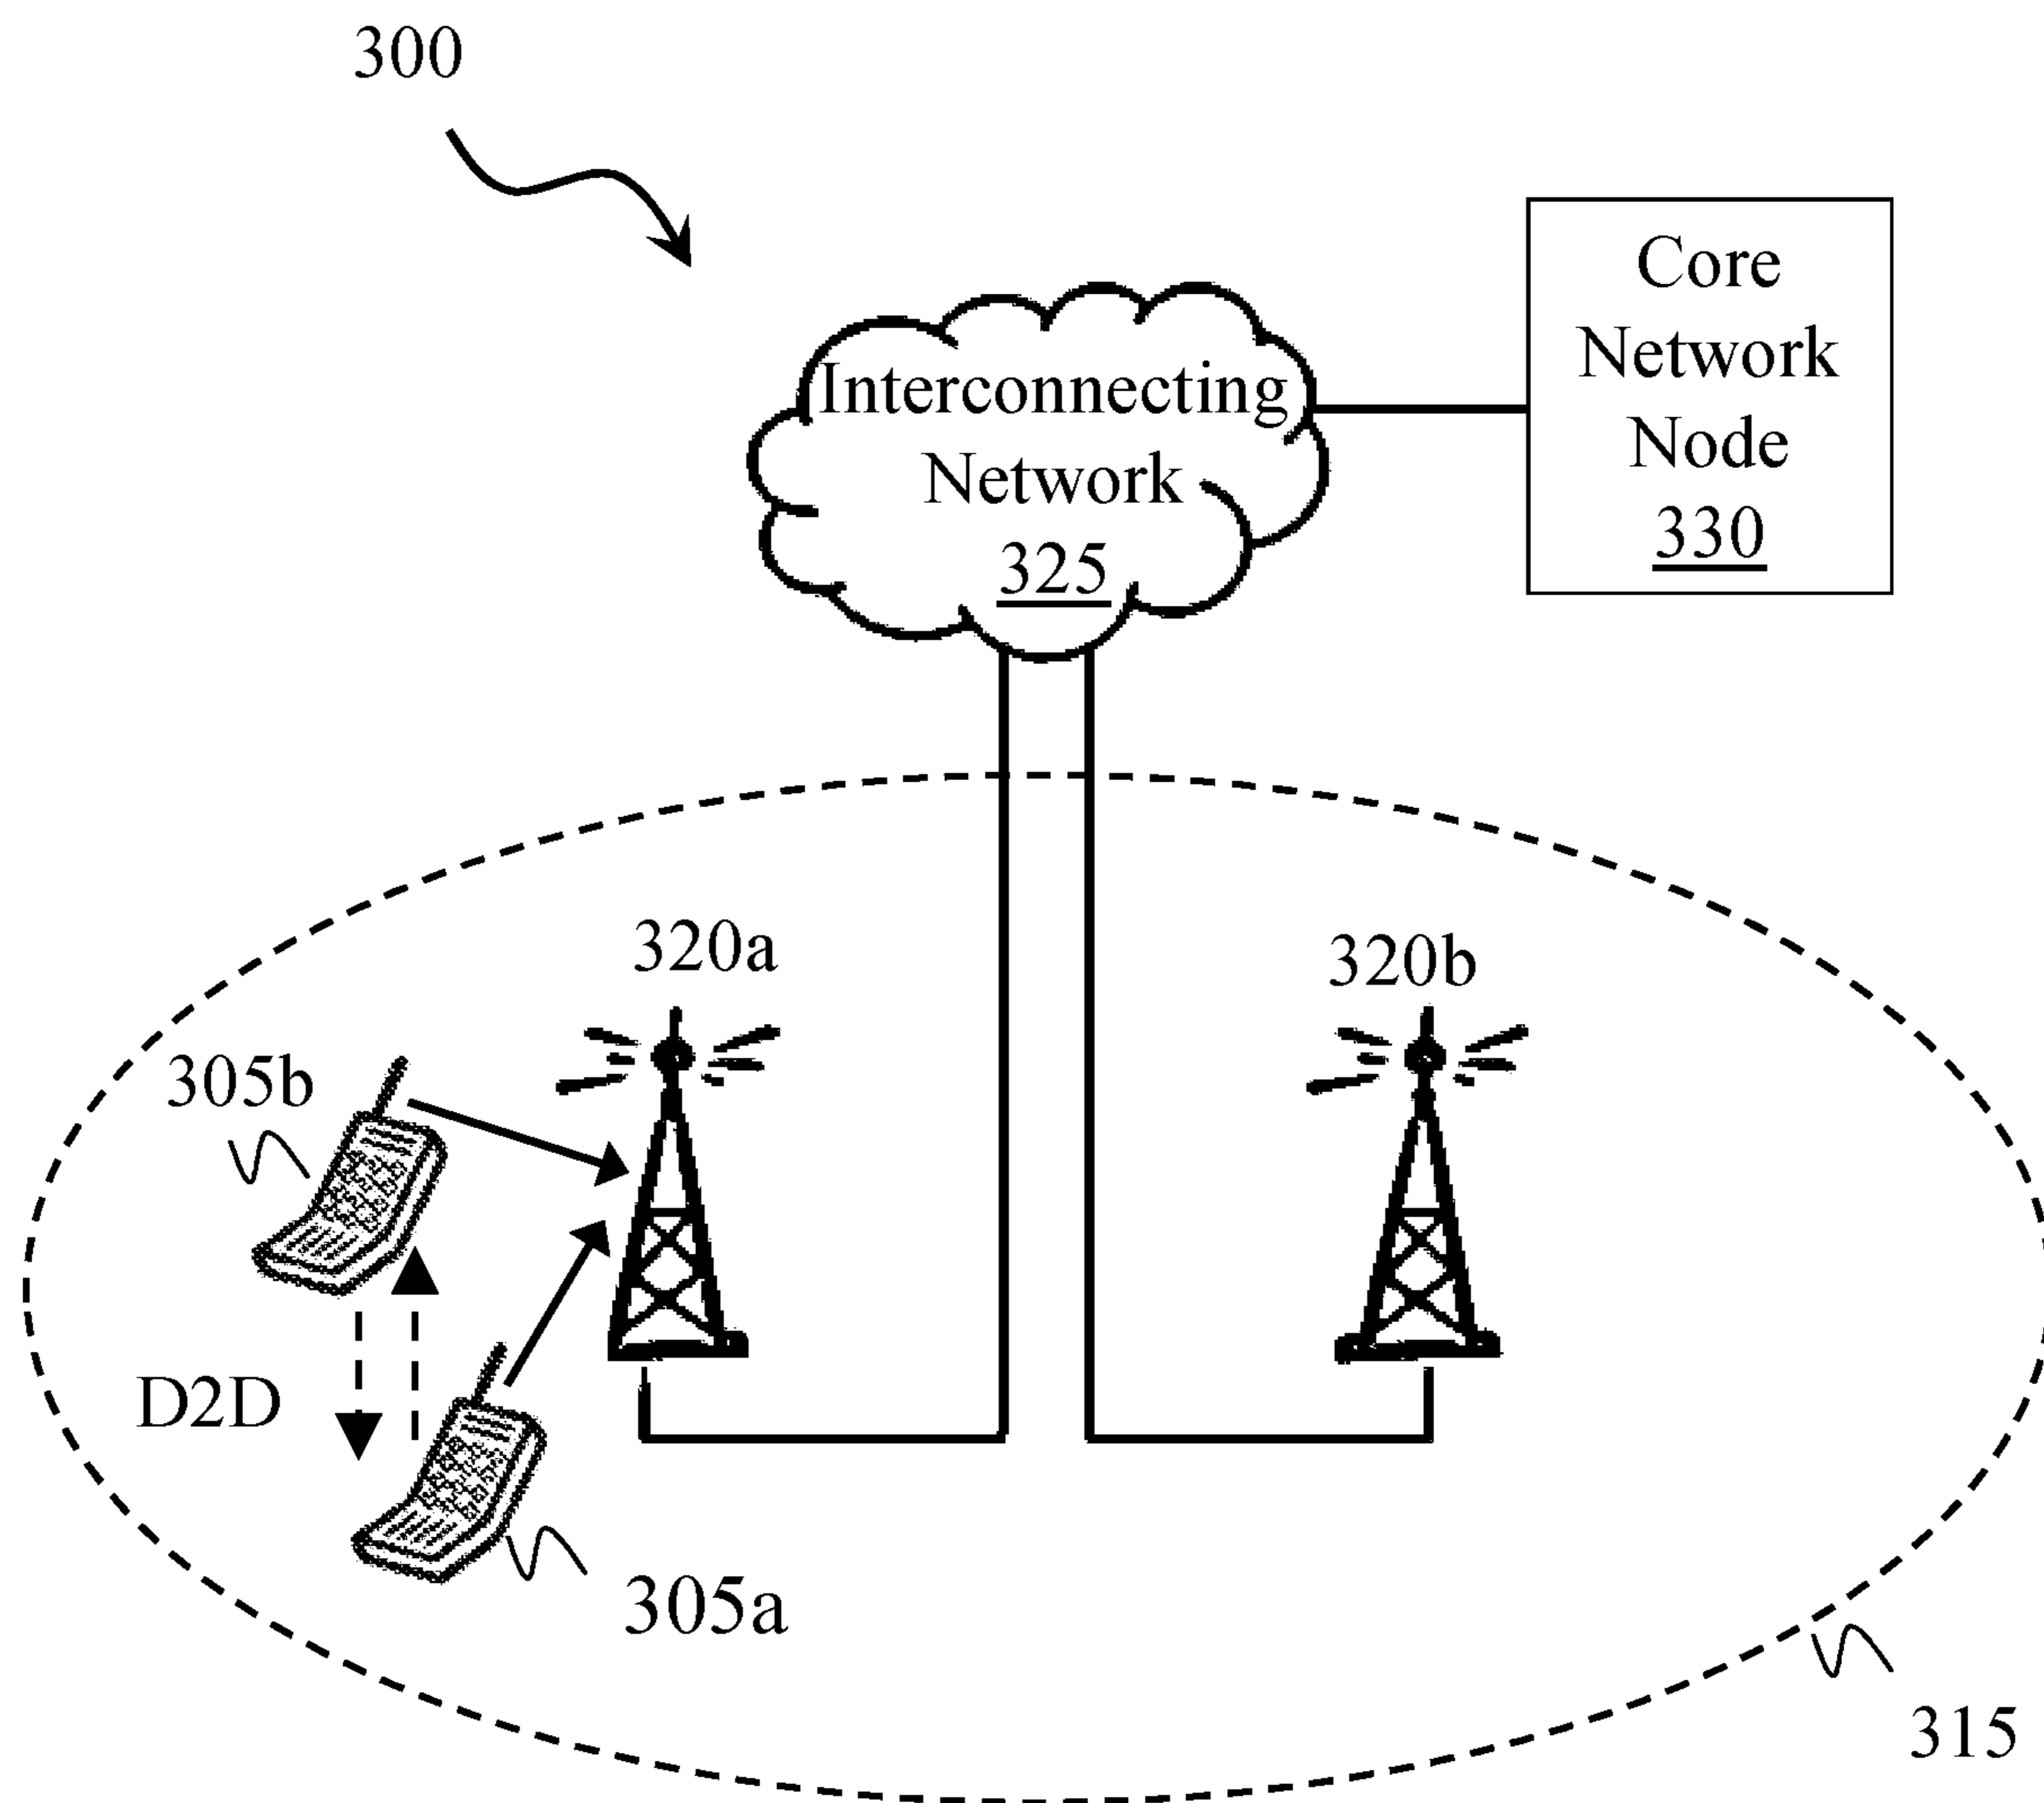 300
Core
Network
Node
330
Interconnecting
Network
325
320a
320b
305b
D2D
305a
315